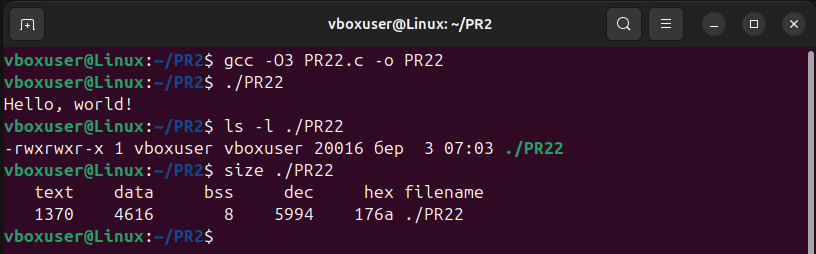 vboxuser@Linux: ~/PR2
vboxuser@Linux:~/PR2$ gcc -O3 PR22.c -o PR22
vboxuser@Linux:~/PR2$ ./PR22
Hello, world!
vboxuser@Linux:~/PR2$ ls -l ./PR22
-rwxrwxr-x 1 vboxuser vboxuser 20016 бер  3 07:03 ./PR22
vboxuser@Linux:~/PR2$ size ./PR22
   text    data     bss     dec     hex filename
   1370    4616       8    5994    176a ./PR22
vboxuser@Linux:~/PR2$